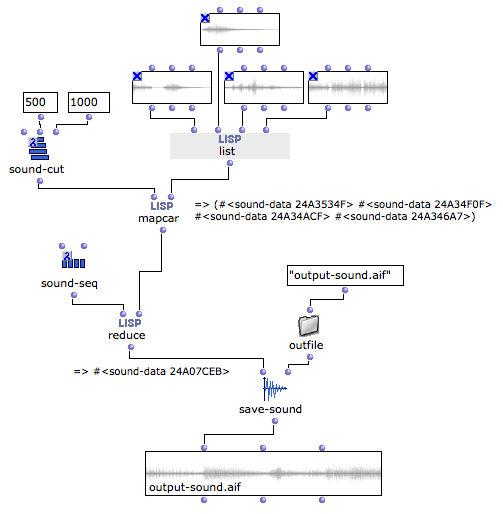 500
1000
LISP
list
sound-cut
LISP
mapcar
=> (#<sound-data 24A3534F> #<sound-data 24A34F0F>
#<sound-data 24A34ACF> #<sound-data 24A346A7>)
sound-seq
"output-sound.aif"
LISP
reduce
outfile
=> #<sound-data 24A07CEB>
save-sound
output-sound.aif